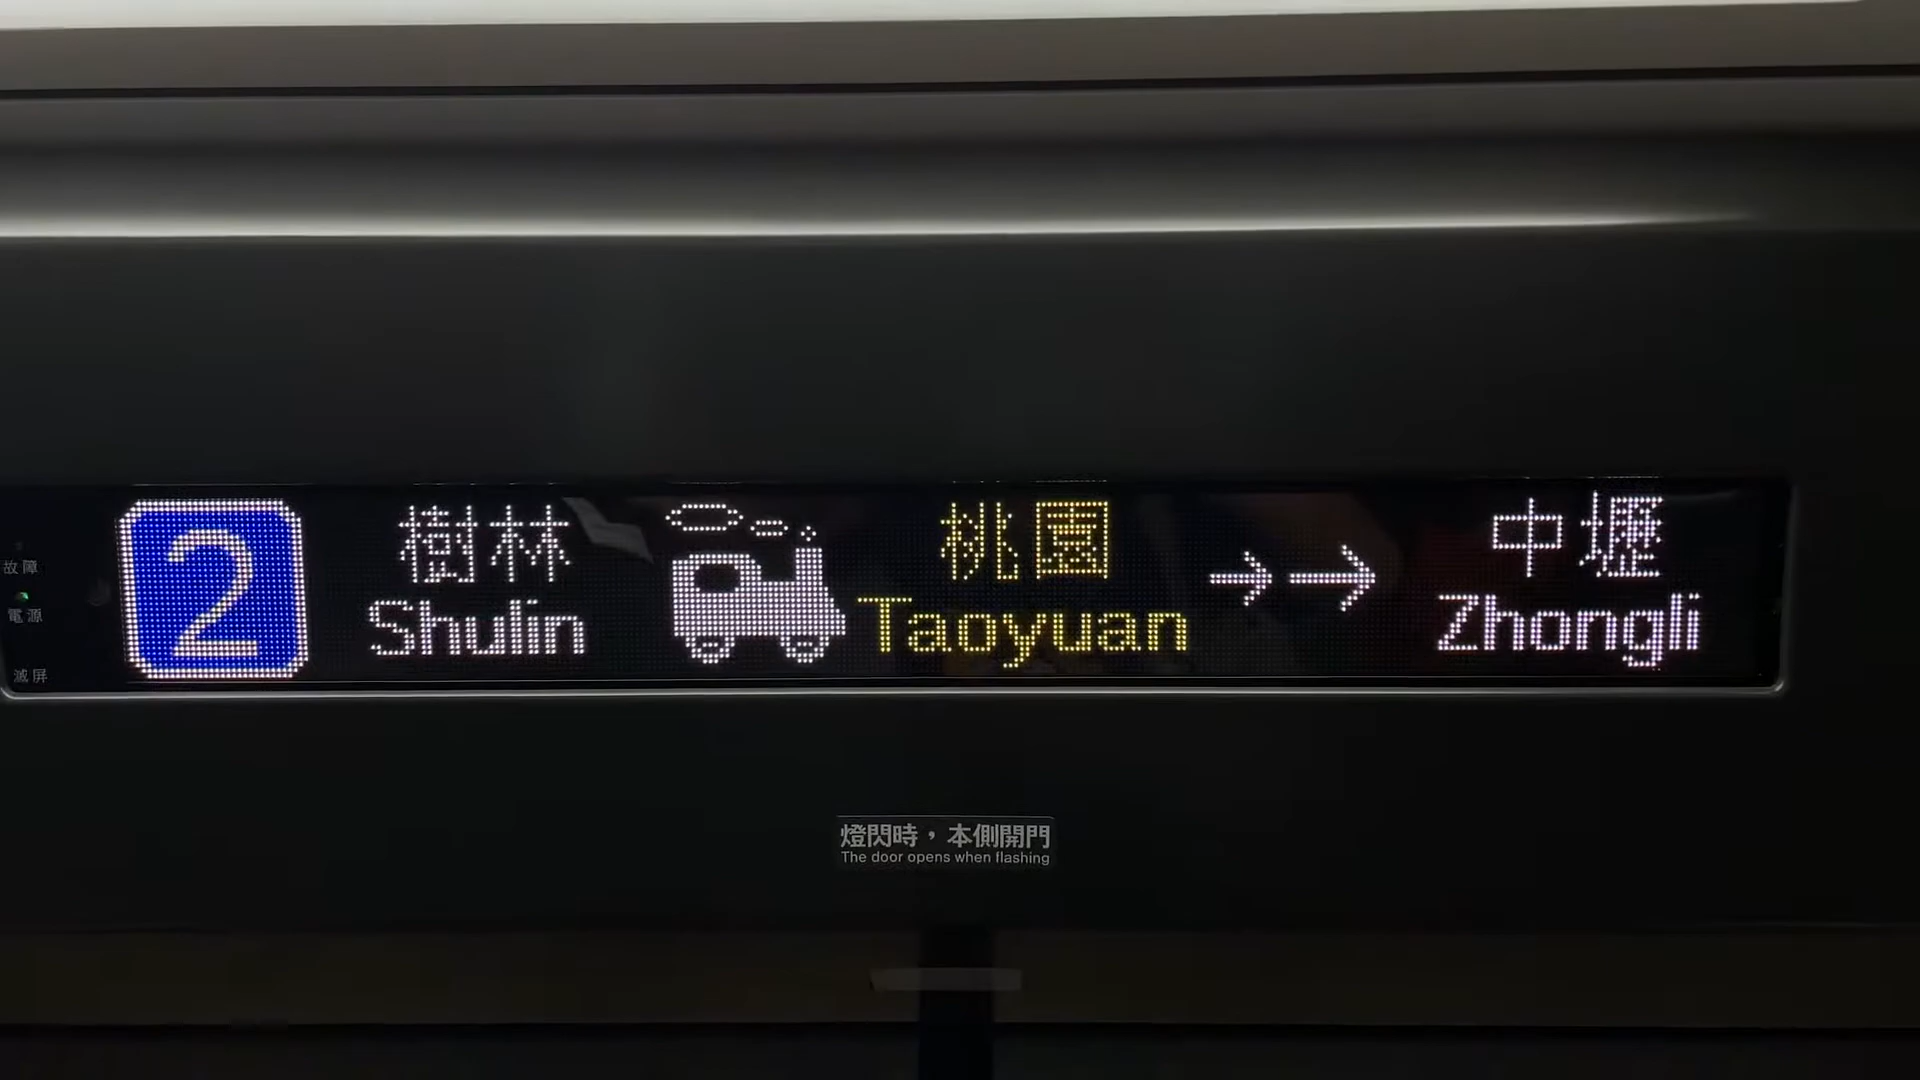 故障
電源
滅屏
2
樹林
Shulin
桃園
Taoyuan
中壢
Zhongli
燈閃時，本側開門
The door opens when flashing